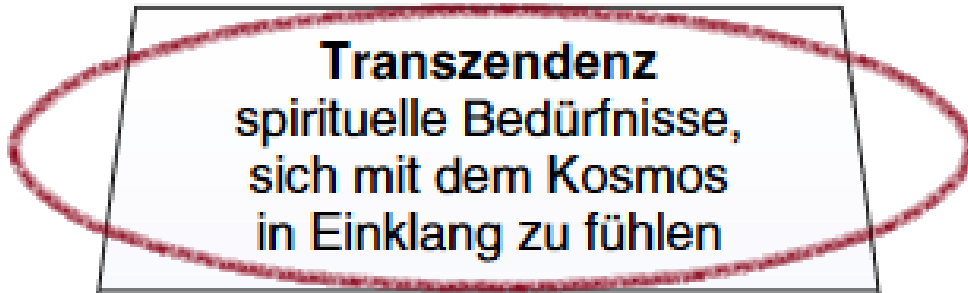 Transzendenz
spirituelle Bedürfnisse,
sich mit dem Kosmos
in Einklang zu fühlen